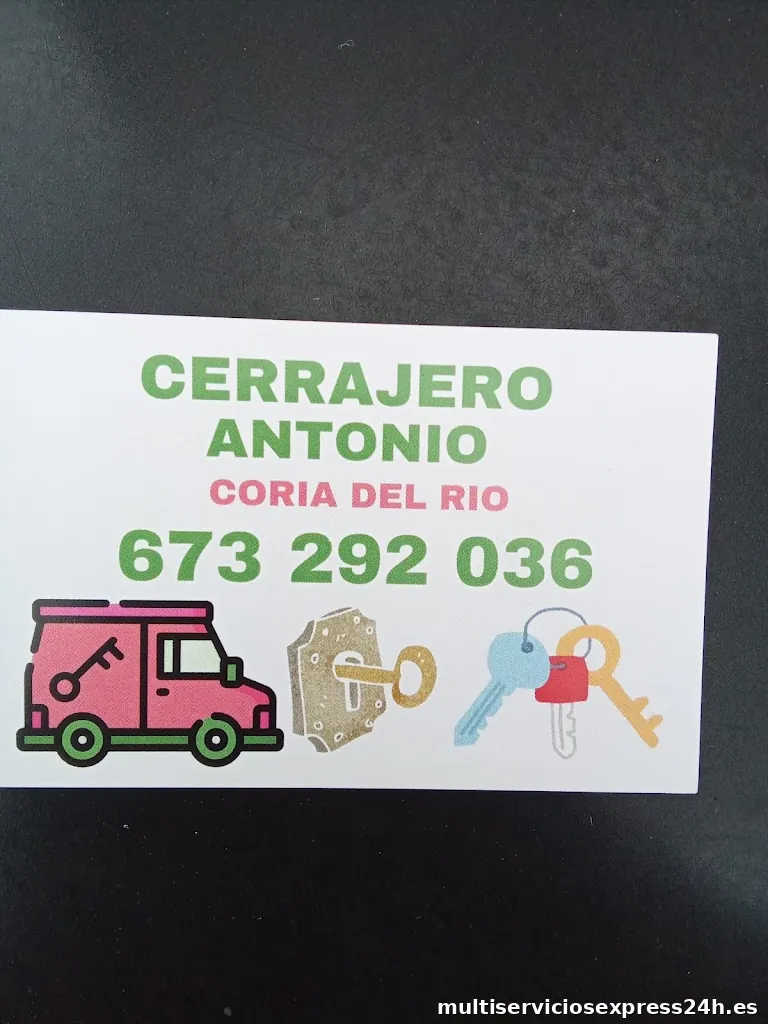 CERRAJERO
ANTONIO
CORIA DEL RIO
673 292 036
multiserviciosexpress24h.es